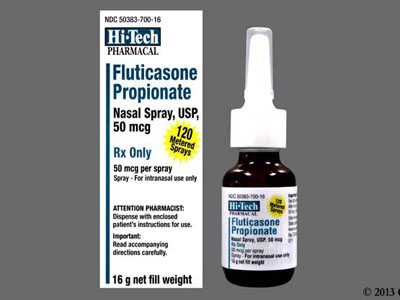 NDC 50383-700-16
Hi-Tech
PHARMACAL
Fluticasone
Propionate
Nasal Spray, USP,
50 mcg
120
Metered
Sprays
Rx Only
50 mcg per spray
Spray - For intranasal use only
ATTENTION PHARMACIST:
Dispense with enclosed
patient's instructions for use.
Important:
Read accompanying
directions carefully.
16 g net fill weight
NDC 50383-700-16
Hi-Tech
PHARMACAL
Fluticasone
Propionate
Nasal Spray, USP, 50 mcg
Rx Only
50 mcg per spray
Spray - For intranasal use only
16 g net fill weight
120
Metered
Sprays
© 2013